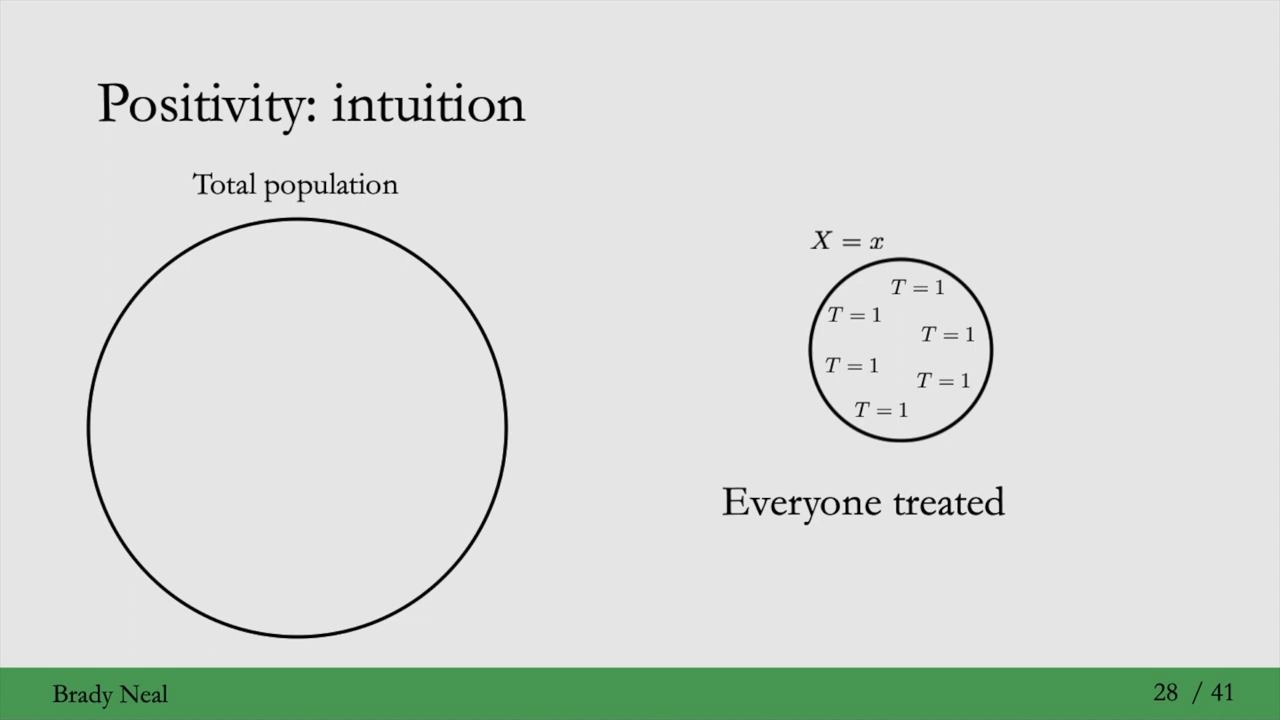 Positivity: intuition
Total population
X = x
T = 1
T = 1
T = 1
T = 1
T = 1
T = 1
Everyone treated
Brady Neal
28 / 41